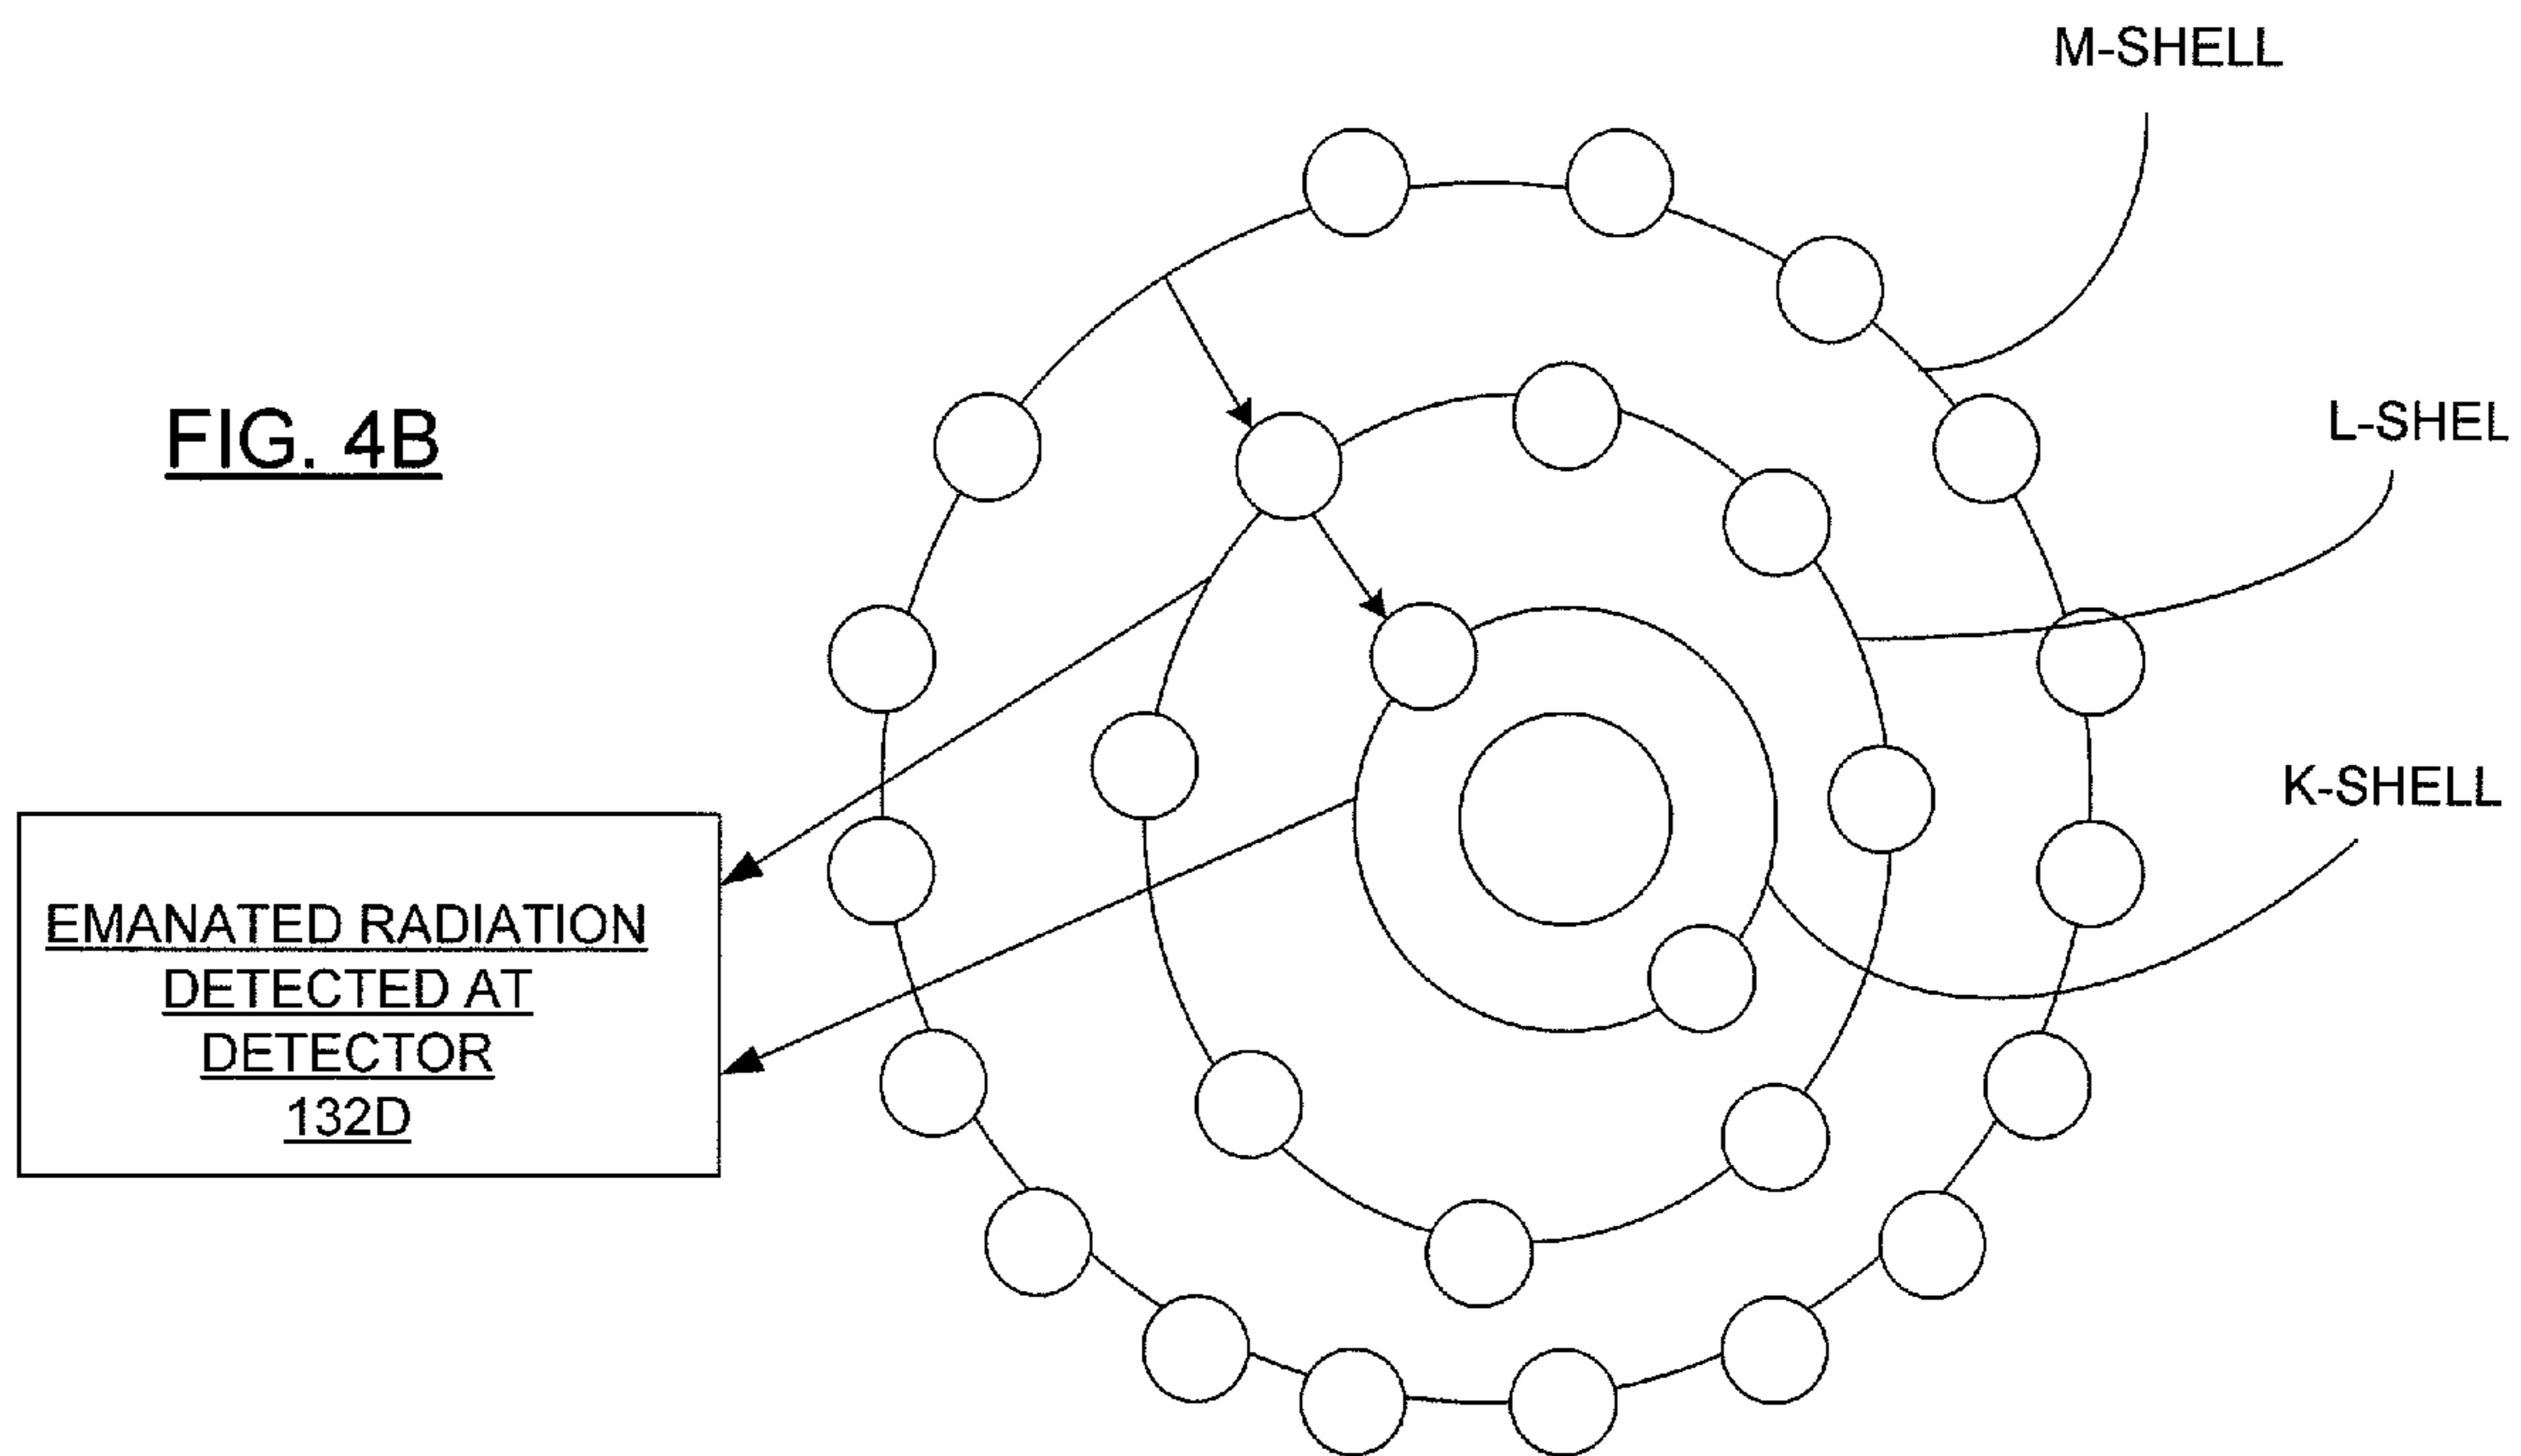 M-SHELL
L-SHEL
FIG. 4B
K-SHELL
EMANATED RADIATION
DETECTED AT
DETECTOR
132D